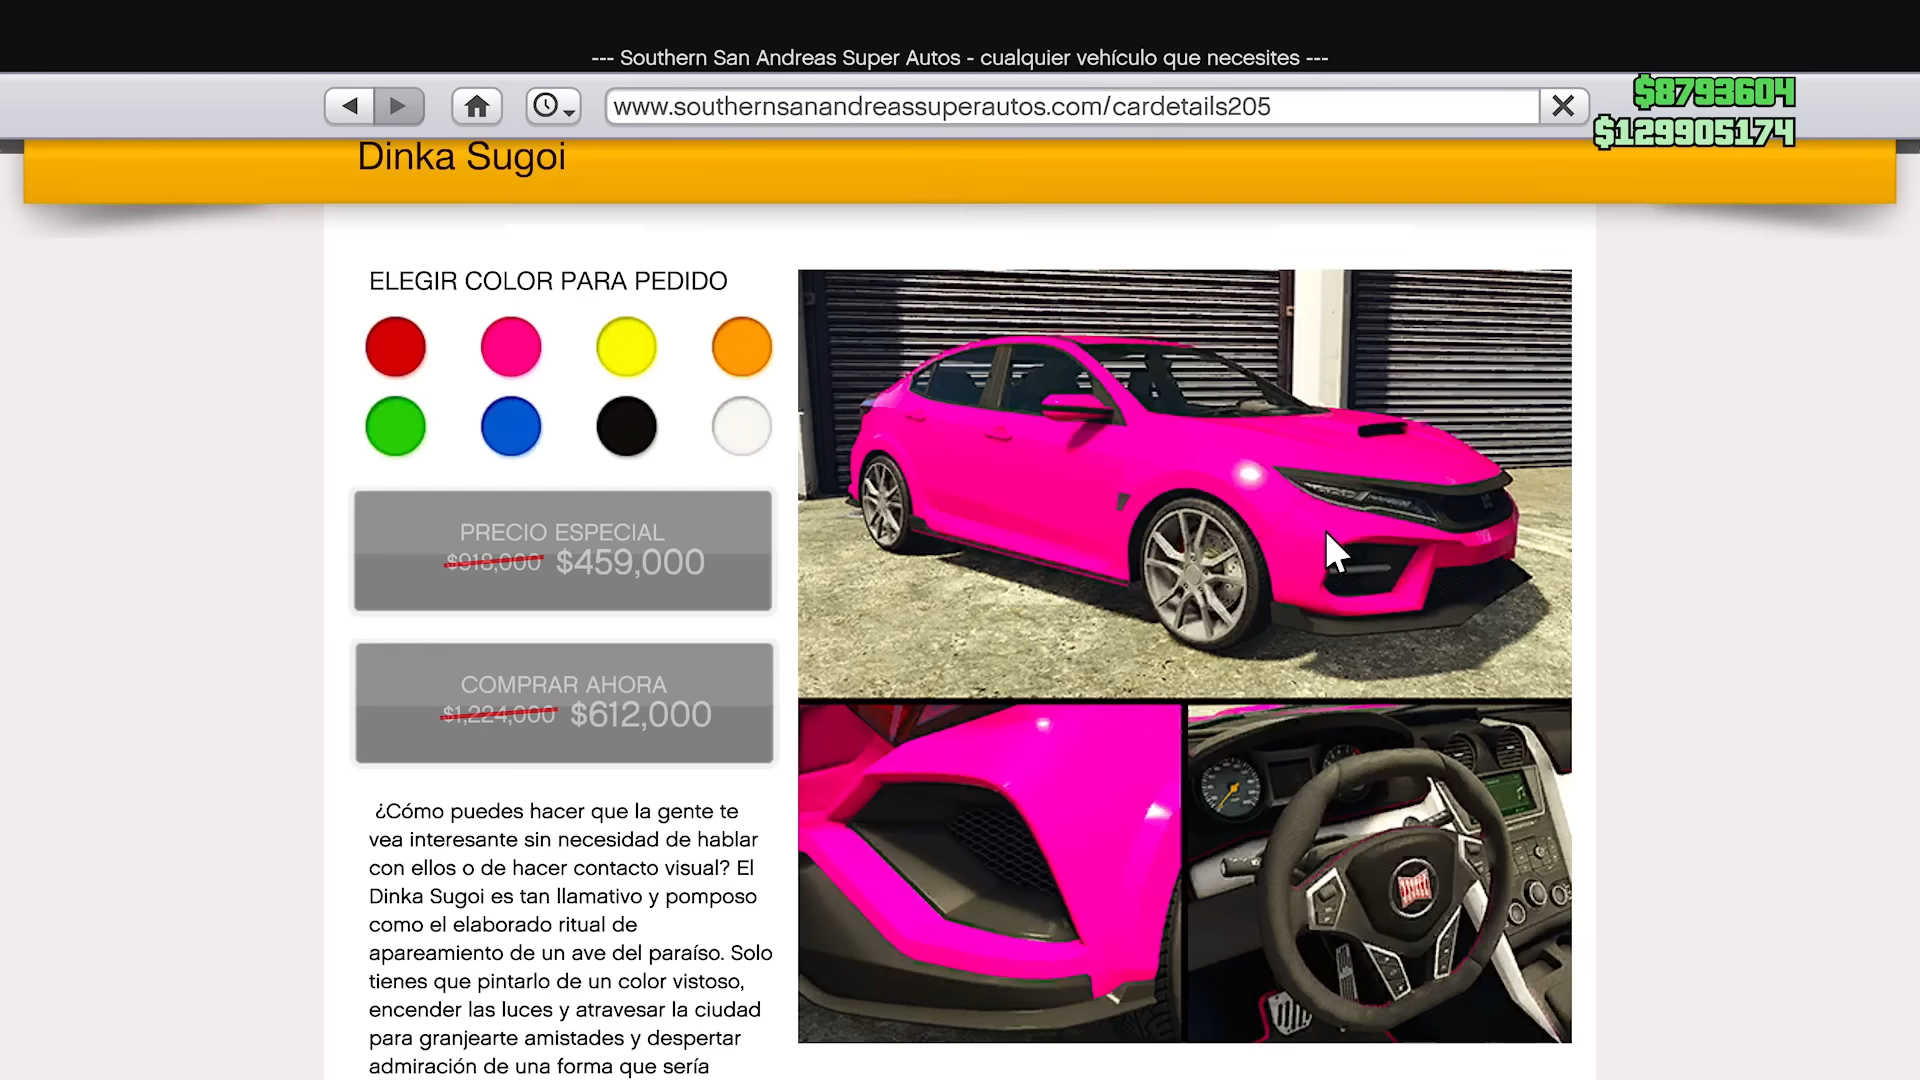 --- Southern San Andreas Super Autos - cualquier vehículo que necesites ---
www.southernsanandreassuperautos.com/cardetails205
$8793604
$129905174
Dinka Sugoi
ELEGIR COLOR PARA PEDIDO
PRECIO ESPECIAL
$918,000 $459,000
COMPRAR AHORA
$1,224,000 $612,000
¿Cómo puedes hacer que la gente te
vea interesante sin necesidad de hablar
con ellos o de hacer contacto visual? El
Dinka Sugoi es tan llamativo y pomposo
como el elaborado ritual de
apareamiento de un ave del paraíso. Solo
tienes que pintarlo de un color vistoso,
encender las luces y atravesar la ciudad
para granjearte amistades y despertar
admiración de una forma que sería